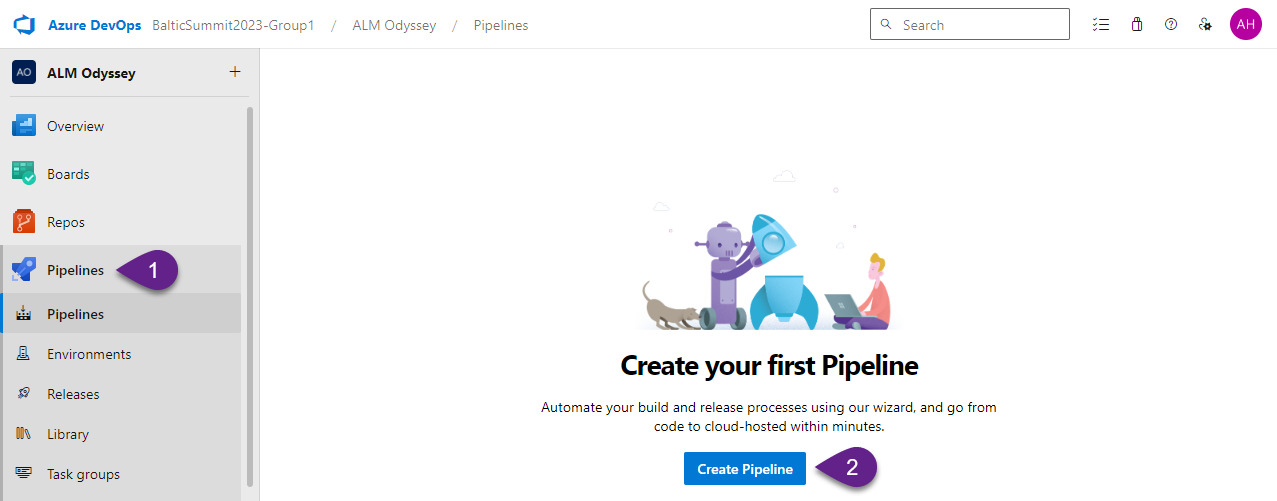 Azure DevOps BalticSummit2023-Group1 / ALM Odyssey / Pipelines
Search
AH
AO ALM Odyssey
Overview
Boards
Repos
Pipelines 1
Pipelines
Environments
Releases
Library
Task groups
Create your first Pipeline
Automate your build and release processes using our wizard, and go from
code to cloud-hosted within minutes.
Create Pipeline 2